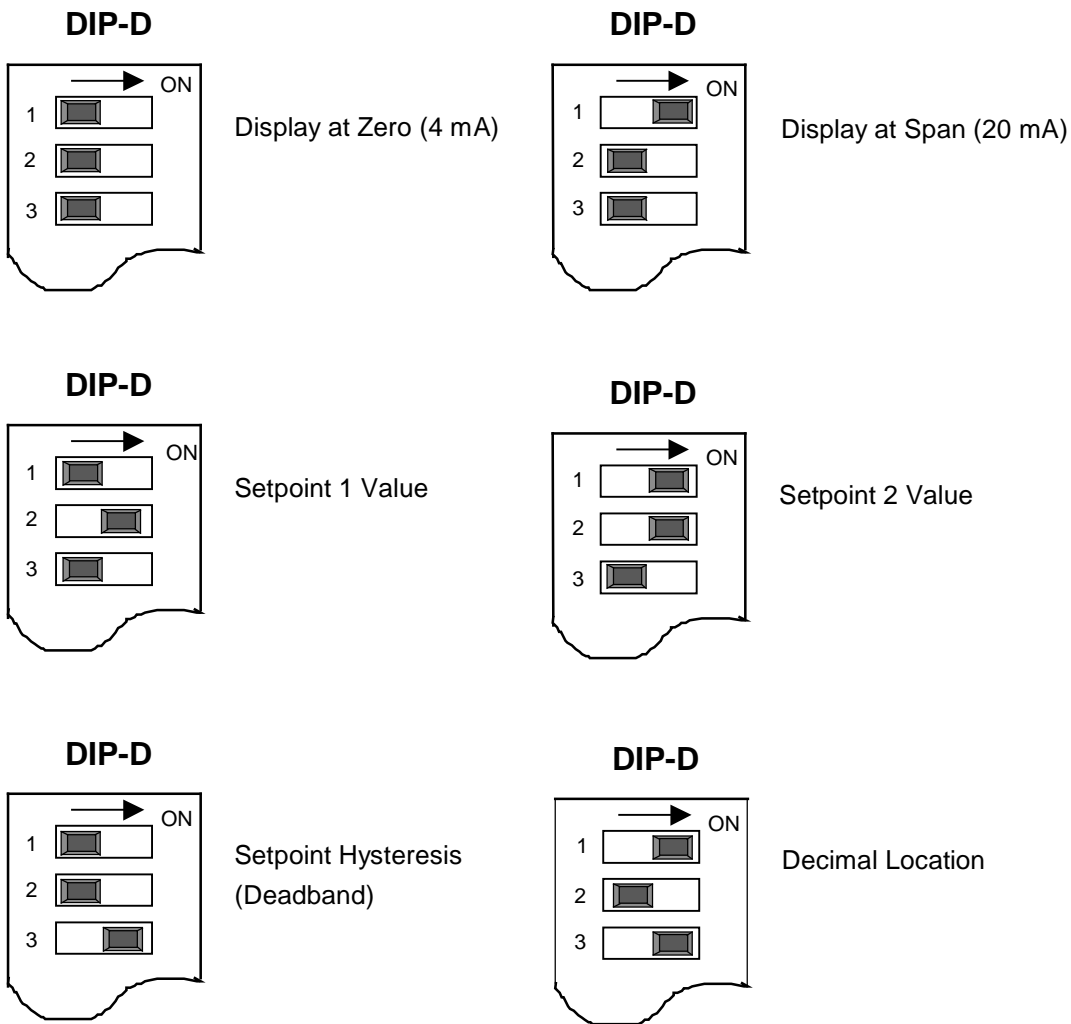 DIP-D
ON
1
2
3
Display at Zero (4 mA)
DIP-D
ON
1
2
3
Display at Span (20 mA)
DIP-D
ON
1
2
3
Setpoint 1 Value
DIP-D
ON
1
2
3
Setpoint 2 Value
DIP-D
ON
1
2
3
Setpoint Hysteresis
(Deadband)
DIP-D
ON
1
2
3
Decimal Location